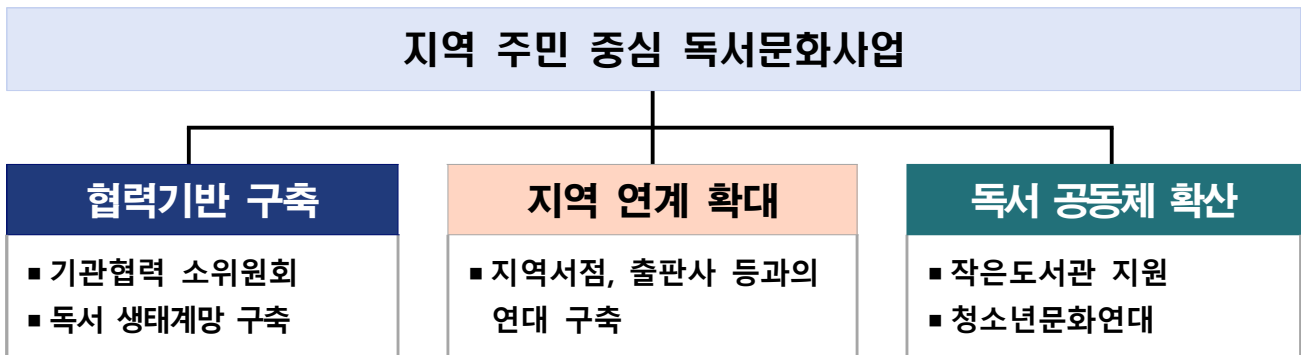 지역 주민 중심 독서문화사업
협력기반 구축
▪ 기관협력 소위원회
▪ 독서 생태계망 구축
지역 연계 확대
▪ 지역서점, 출판사 등과의
연대 구축
독서 공동체 확산
▪ 작은도서관 지원
▪ 청소년문화연대